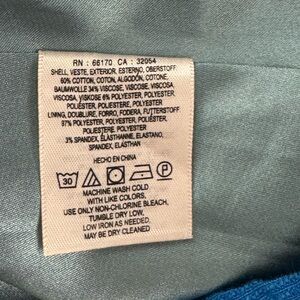 RN : 66170 CA : 32054
SHELL, VESTE, EXTERIOR, ESTERNO, OBERSTOFF
60% COTTON, COTON, ALGODÓN, COTONE,
BAUMWOLLE 34% VISCOSE, VISCOSE, VISCOSA,
VISCOSA, VISKOSE 6% POLYESTER, POLYESTER,
POLIÉSTER, POLIESTERE, POLYESTER
LINING, DOUBLURE, FORRO, FODERA, FUTTERSTOFF
97% POLYESTER, POLYESTER, POLIÉSTER,
POLIESTERE, POLYESTER
3% SPANDEX, ÉLASTHANNE, ELASTANO,
SPANDEX, ELASTHAN
HECHO EN CHINA
30
MACHINE WASH COLD
WITH LIKE COLORS,
USE ONLY NON-CHLORINE BLEACH,
TUMBLE DRY LOW,
LOW IRON AS NEEDED,
MAY BE DRY CLEANED